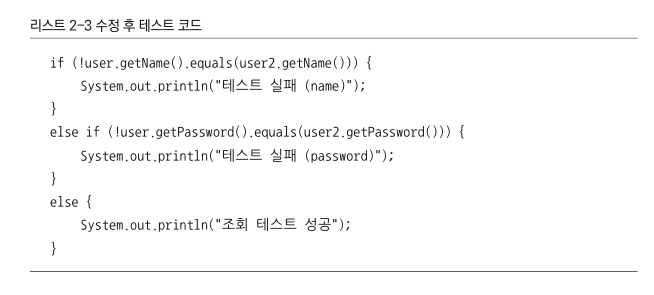 리스트 2-3 수정 후 테스트 코드
if (!user.getName().equals(user2.getName())) {
    System.out.println("테스트 실패 (name)");
}
else if (!user.getPassword().equals(user2.getPassword())) {
    System.out.println("테스트 실패 (password)");
}
else {
    System.out.println("조회 테스트 성공");
}